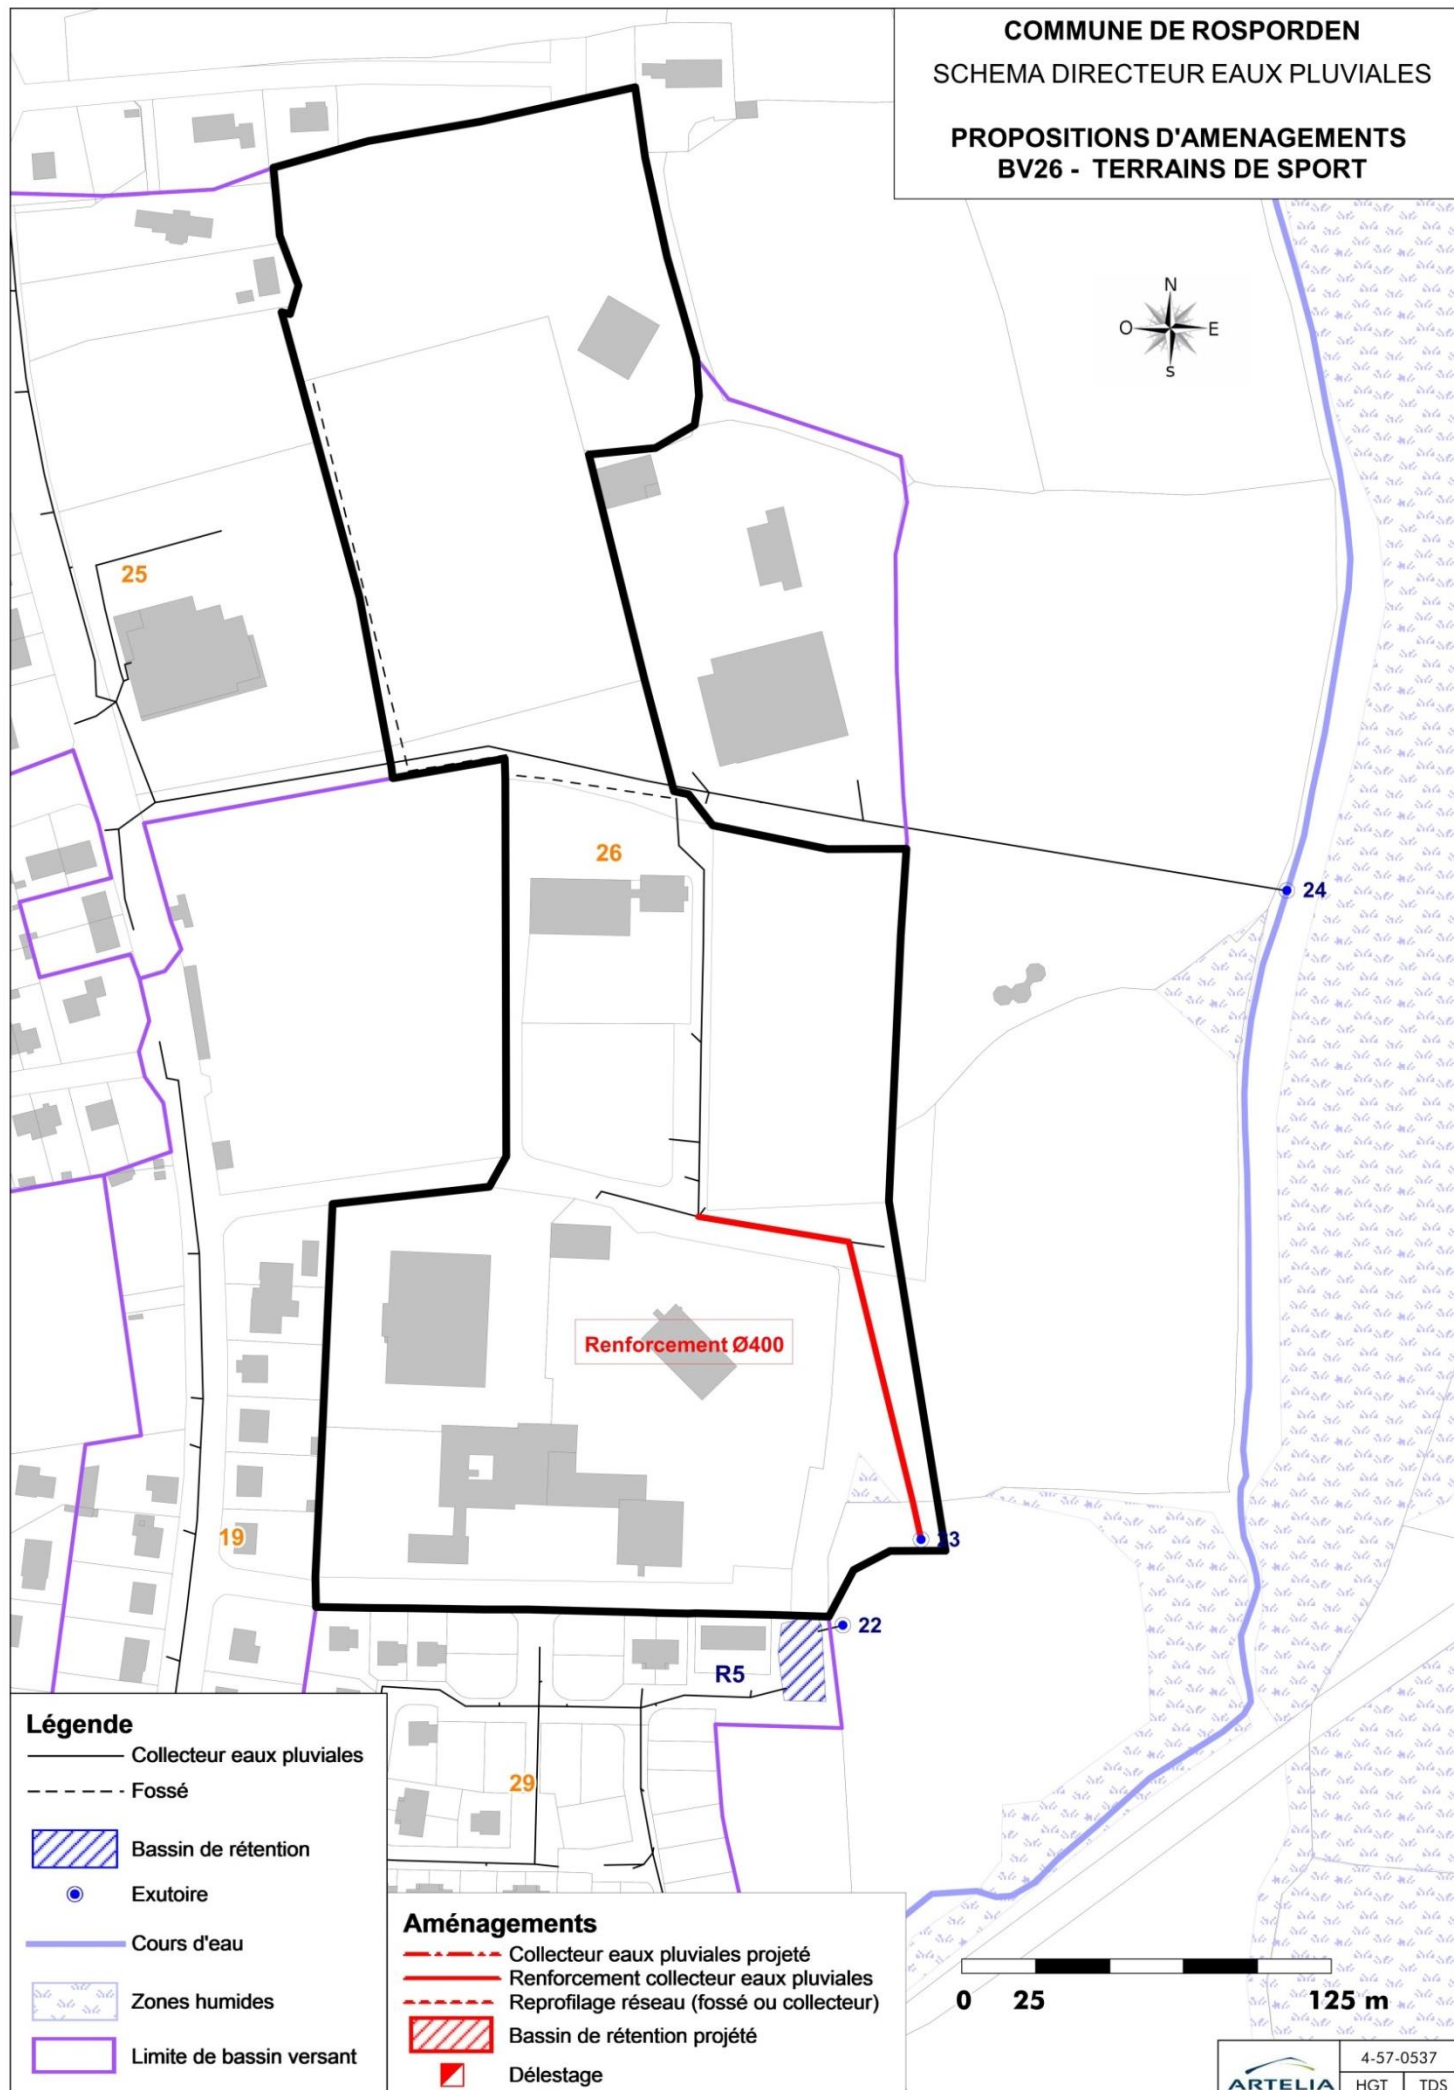 COMMUNE DE ROSPORDEN
SCHEMA DIRECTEUR EAUX PLUVIALES
PROPOSITIONS D'AMENAGEMENTS
BV26 - TERRAINS DE SPORT
N
O
E
S
25
26
24
Renforcement Ø400
19
23
22
R5
29
Légende
Collecteur eaux pluviales
Fossé
Bassin de rétention
Exutoire
Cours d'eau
Zones humides
Limite de bassin versant
Aménagements
Collecteur eaux pluviales projeté
Renforcement collecteur eaux pluviales
Reprofilage réseau (fossé ou collecteur)
Bassin de rétention projété
Délestage
0 25 125 m
ARTELIA
4-57-0537
HGT TDS